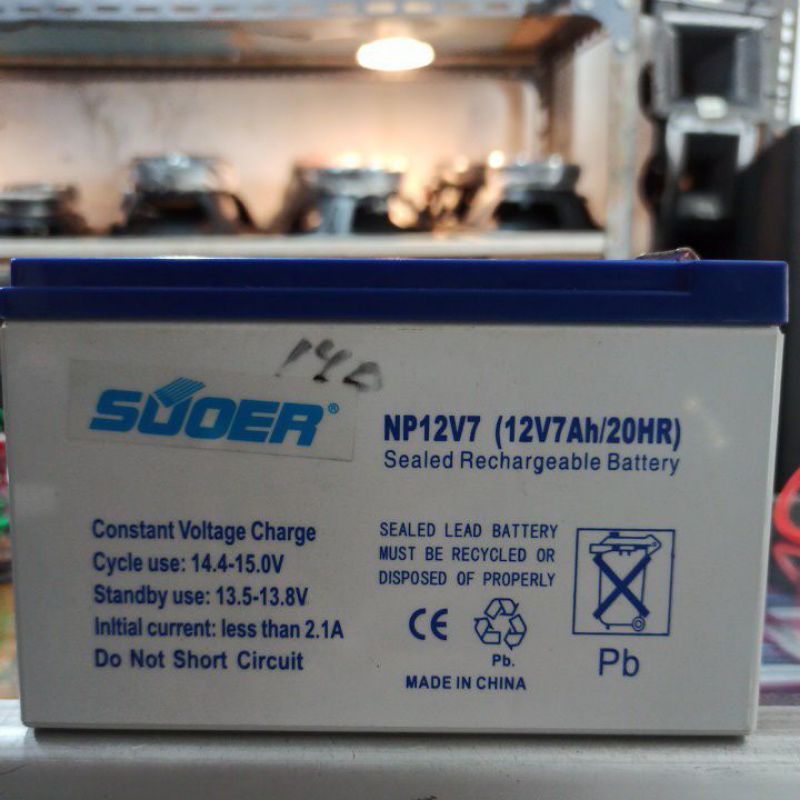 140
SUOER®
NP12V7 (12V7Ah/20HR)
Sealed Rechargeable Battery
Constant Voltage Charge
Cycle use: 14.4-15.0V
Standby use: 13.5-13.8V
Inltial current: less than 2.1A
Do Not Short Circuit
SEALED LEAD BATTERY
MUST BE RECYCLED OR
DISPOSED OF PROPERLY
CE
Pb.
MADE IN CHINA
Pb